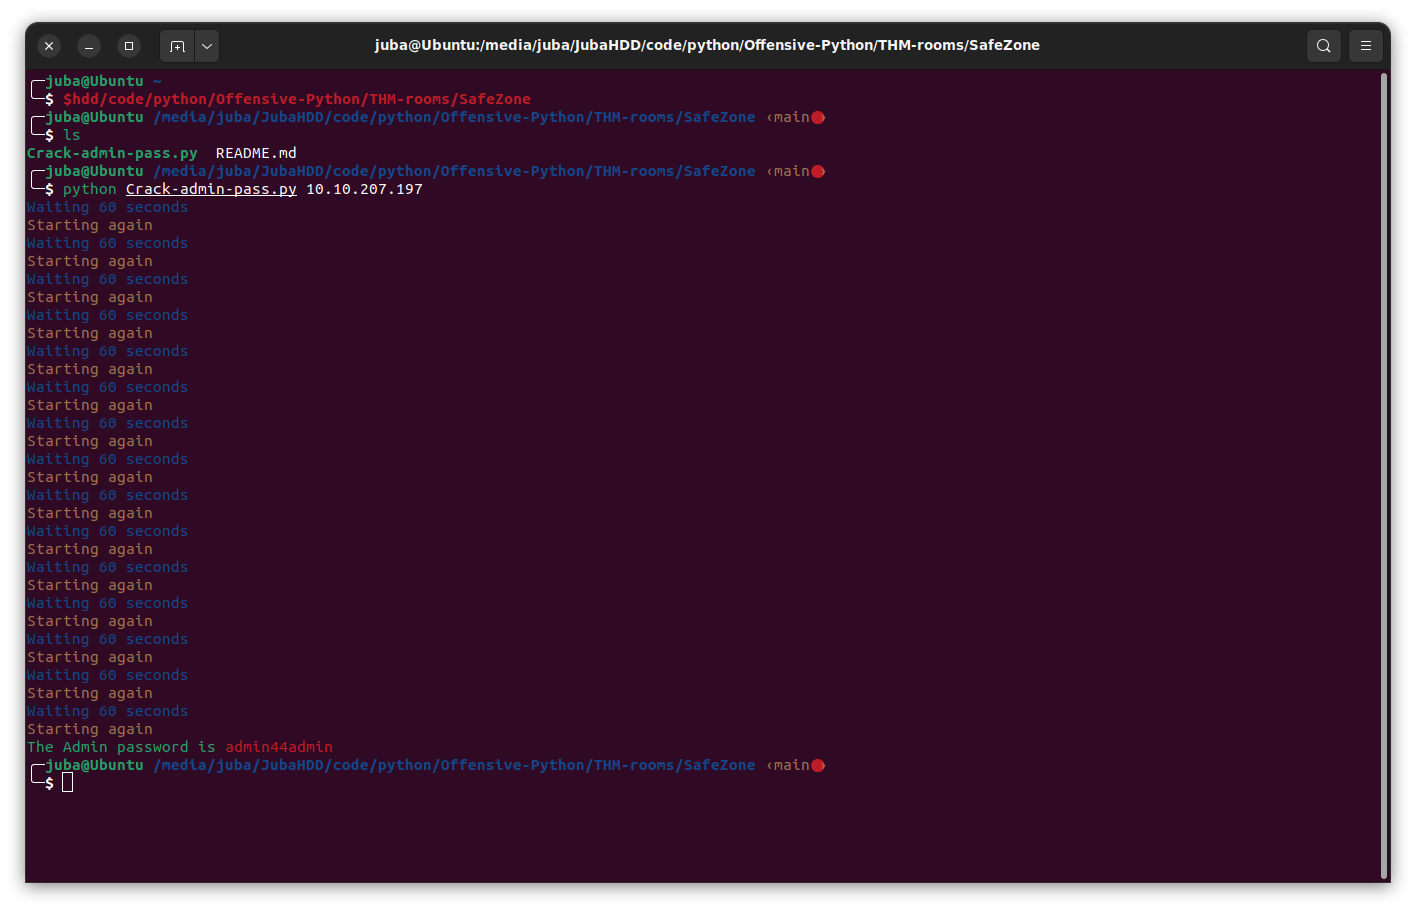 juba@Ubuntu:/media/juba/JubaHDD/code/python/Offensive-Python/THM-rooms/SafeZone
juba@Ubuntu ~
$ $hdd/code/python/Offensive-Python/THM-rooms/SafeZone
juba@Ubuntu /media/juba/JubaHDD/code/python/Offensive-Python/THM-rooms/SafeZone ‹main›
$ ls
Crack-admin-pass.py README.md
juba@Ubuntu /media/juba/JubaHDD/code/python/Offensive-Python/THM-rooms/SafeZone ‹main›
$ python Crack-admin-pass.py 10.10.207.197
Waiting 60 seconds
Starting again
Waiting 60 seconds
Starting again
Waiting 60 seconds
Starting again
Waiting 60 seconds
Starting again
Waiting 60 seconds
Starting again
Waiting 60 seconds
Starting again
Waiting 60 seconds
Starting again
Waiting 60 seconds
Starting again
Waiting 60 seconds
Starting again
Waiting 60 seconds
Starting again
Waiting 60 seconds
Starting again
Waiting 60 seconds
Starting again
Waiting 60 seconds
Starting again
Waiting 60 seconds
Starting again
Waiting 60 seconds
Starting again
The Admin password is admin44admin
juba@Ubuntu /media/juba/JubaHDD/code/python/Offensive-Python/THM-rooms/SafeZone ‹main›
$